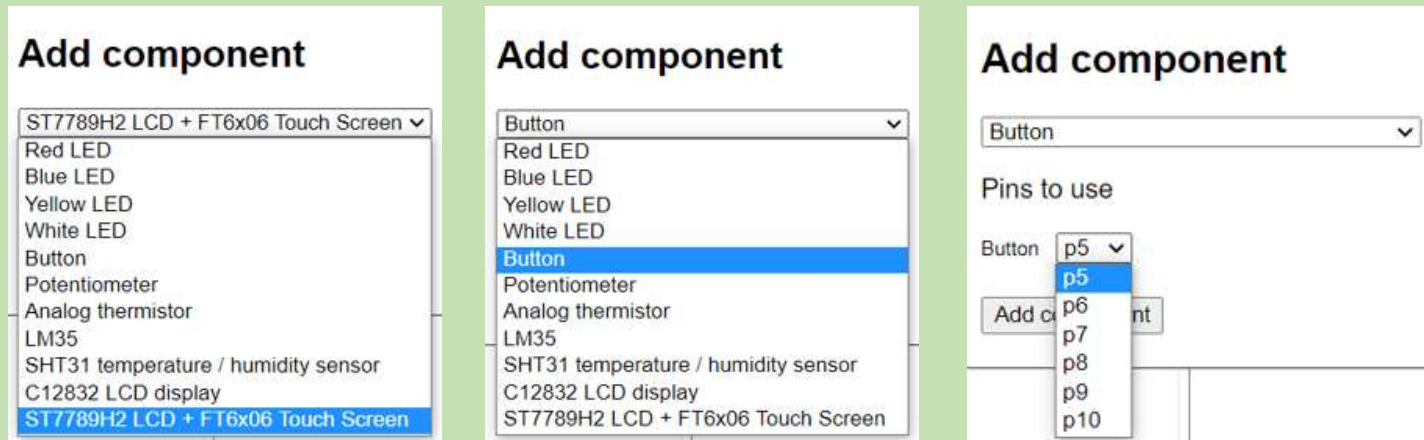 Add component
ST7789H2 LCD + FT6x06 Touch Screen
Red LED
Blue LED
Yellow LED
White LED
Button
Potentiometer
Analog thermistor
LM35
SHT31 temperature / humidity sensor
C12832 LCD display
ST7789H2 LCD + FT6x06 Touch Screen
Add component
Button
Red LED
Blue LED
Yellow LED
White LED
Button
Potentiometer
Analog thermistor
LM35
SHT31 temperature / humidity sensor
C12832 LCD display
ST7789H2 LCD + FT6x06 Touch Screen
Add component
Button
Pins to use
Button p5
p5
Add co nt
p6
p7
p8
p9
p10